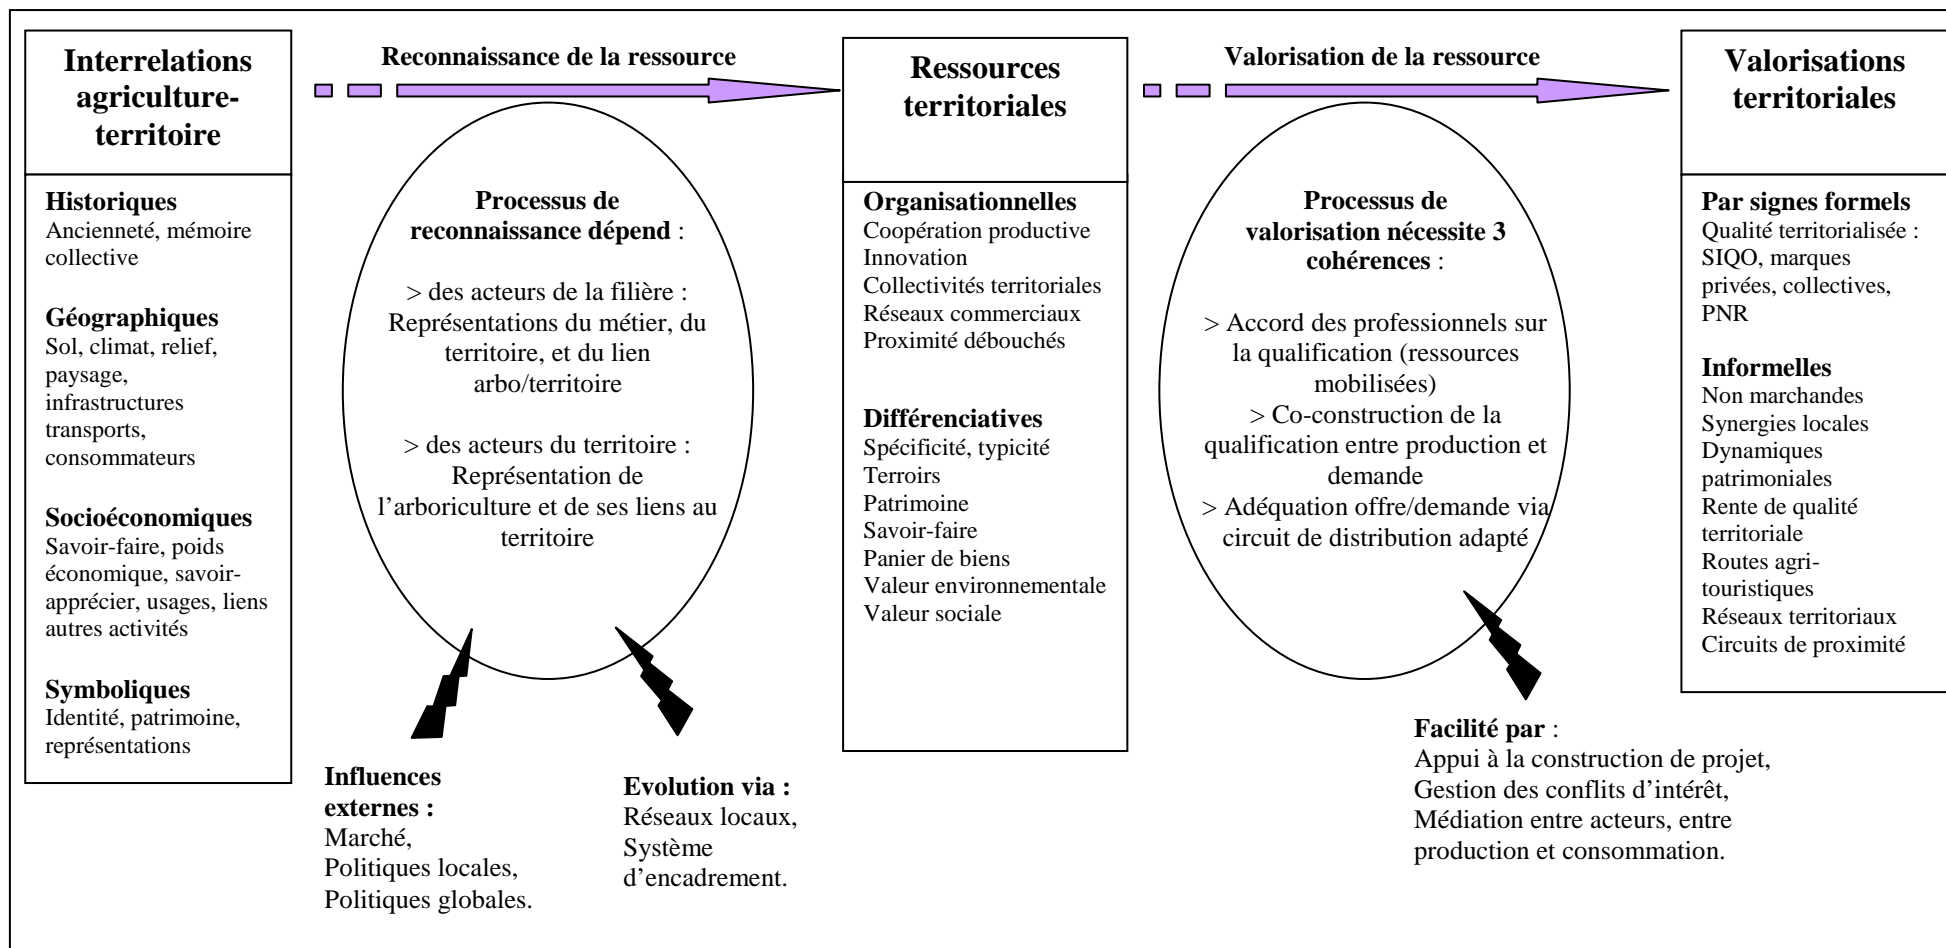 Interrelations
agriculture-
territoire
Historiques
Ancienneté, mémoire
collective
Géographiques
Sol, climat, relief,
paysage,
infrastructures
transports,
consommateurs
Socioéconomiques
Savoir-faire, poids
économique, savoir-
apprécier, usages, liens
autres activités
Symboliques
Identité, patrimoine,
représentations
Reconnaissance de la ressource
Processus de
reconnaissance dépend :
> des acteurs de la filière :
Représentations du métier, du
territoire, et du lien
arbo/territoire
> des acteurs du territoire :
Représentation de
l’arboriculture et de ses liens au
territoire
Influences
externes :
Marché,
Politiques locales,
Politiques globales.
Evolution via :
Réseaux locaux,
Système
d’encadrement.
Ressources
territoriales
Organisationnelles
Coopération productive
Innovation
Collectivités territoriales
Réseaux commerciaux
Proximité débouchés
Différenciatives
Spécificité, typicité
Terroirs
Patrimoine
Savoir-faire
Panier de biens
Valeur environnementale
Valeur sociale
Valorisation de la ressource
Processus de
valorisation nécessite 3
cohérences :
> Accord des professionnels sur
la qualification (ressources
mobilisées)
> Co-construction de la
qualification entre production et
demande
> Adéquation offre/demande via
circuit de distribution adapté
Facilité par :
Appui à la construction de projet,
Gestion des conflits d’intérêt,
Médiation entre acteurs, entre
production et consommation.
Valorisations
territoriales
Par signes formels
Qualité territorialisée :
SIQO, marques
privées, collectives,
PNR
Informelles
Non marchandes
Synergies locales
Dynamiques
patrimoniales
Rente de qualité
territoriale
Routes agri-
touristiques
Réseaux territoriaux
Circuits de proximité